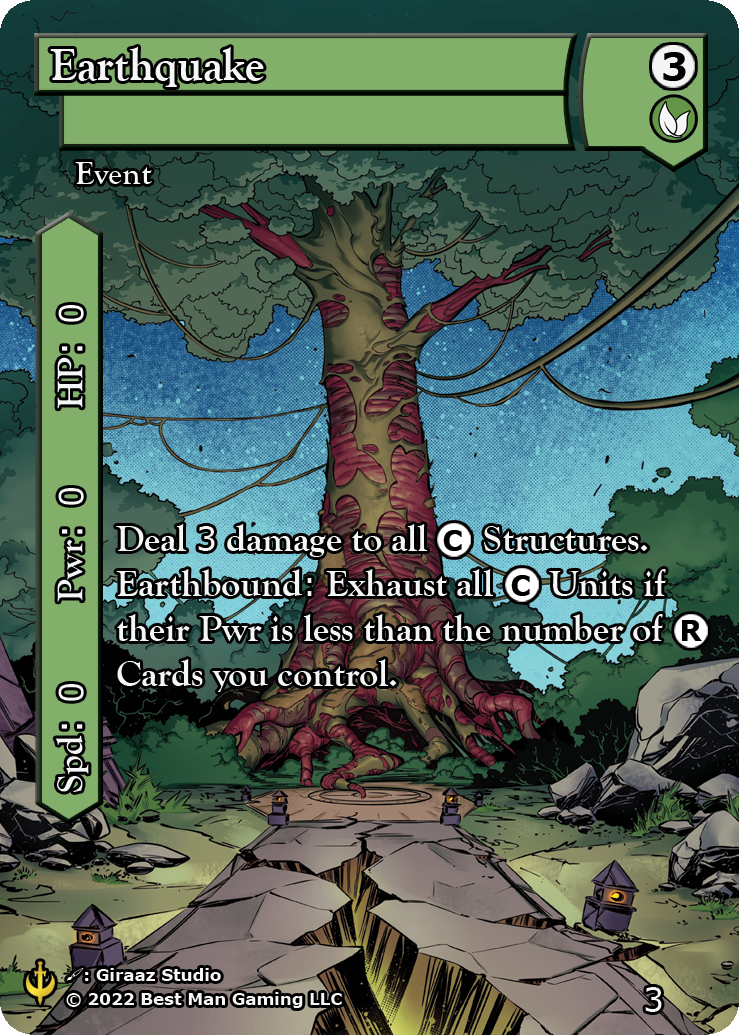 Earthquake
3
Event
HP: 0
Pwr: 0
Spd: 0
Deal 3 damage to all C Structures.
Earthbound: Exhaust all C Units if
their Pwr is less than the number of R
Cards you control.
: Giraaz Studio
© 2022 Best Man Gaming LLC
3